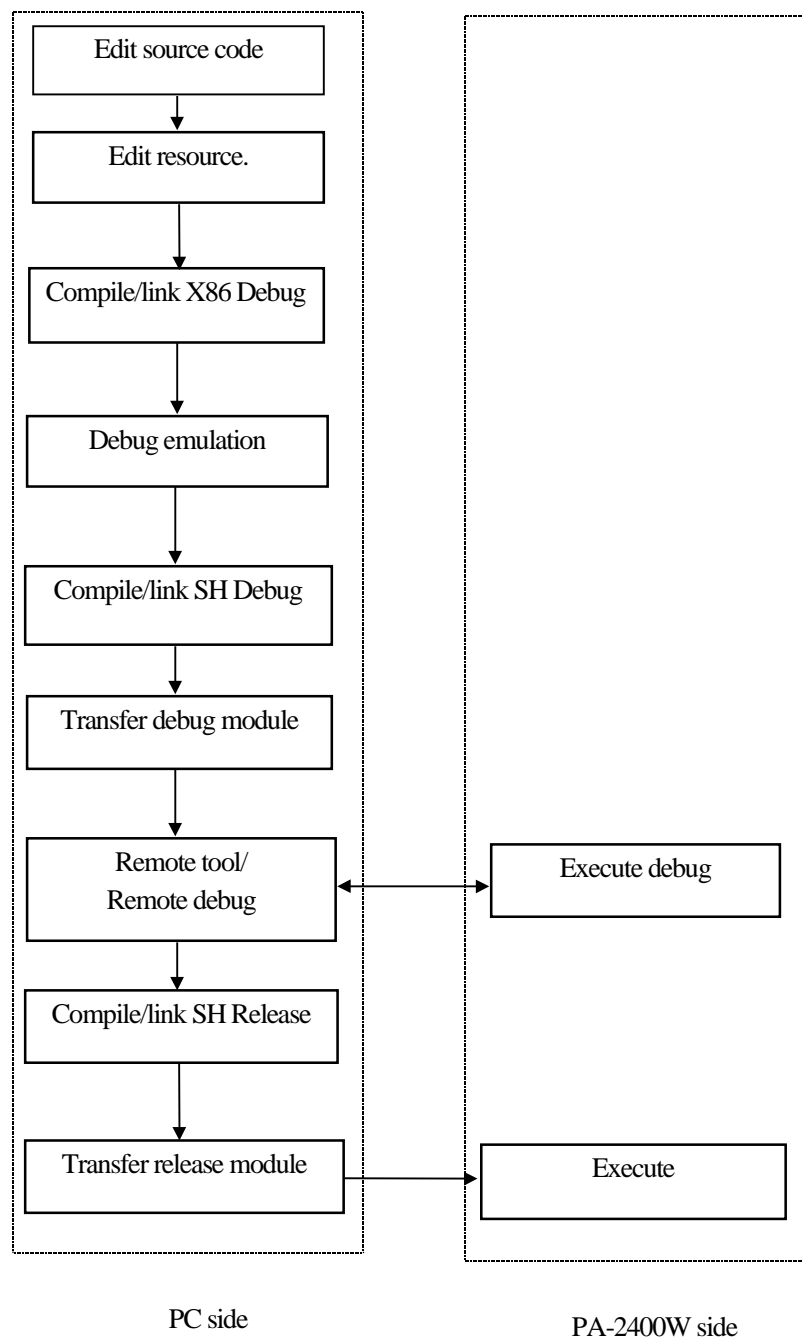 Edit source code
Edit resource.
Compile/link X86 Debug
Debug emulation
Compile/link SH Debug
Transfer debug module
Remote tool/
Remote debug
Execute debug
Compile/link SH Release
Transfer release module
Execute
PC side
PA-2400W side